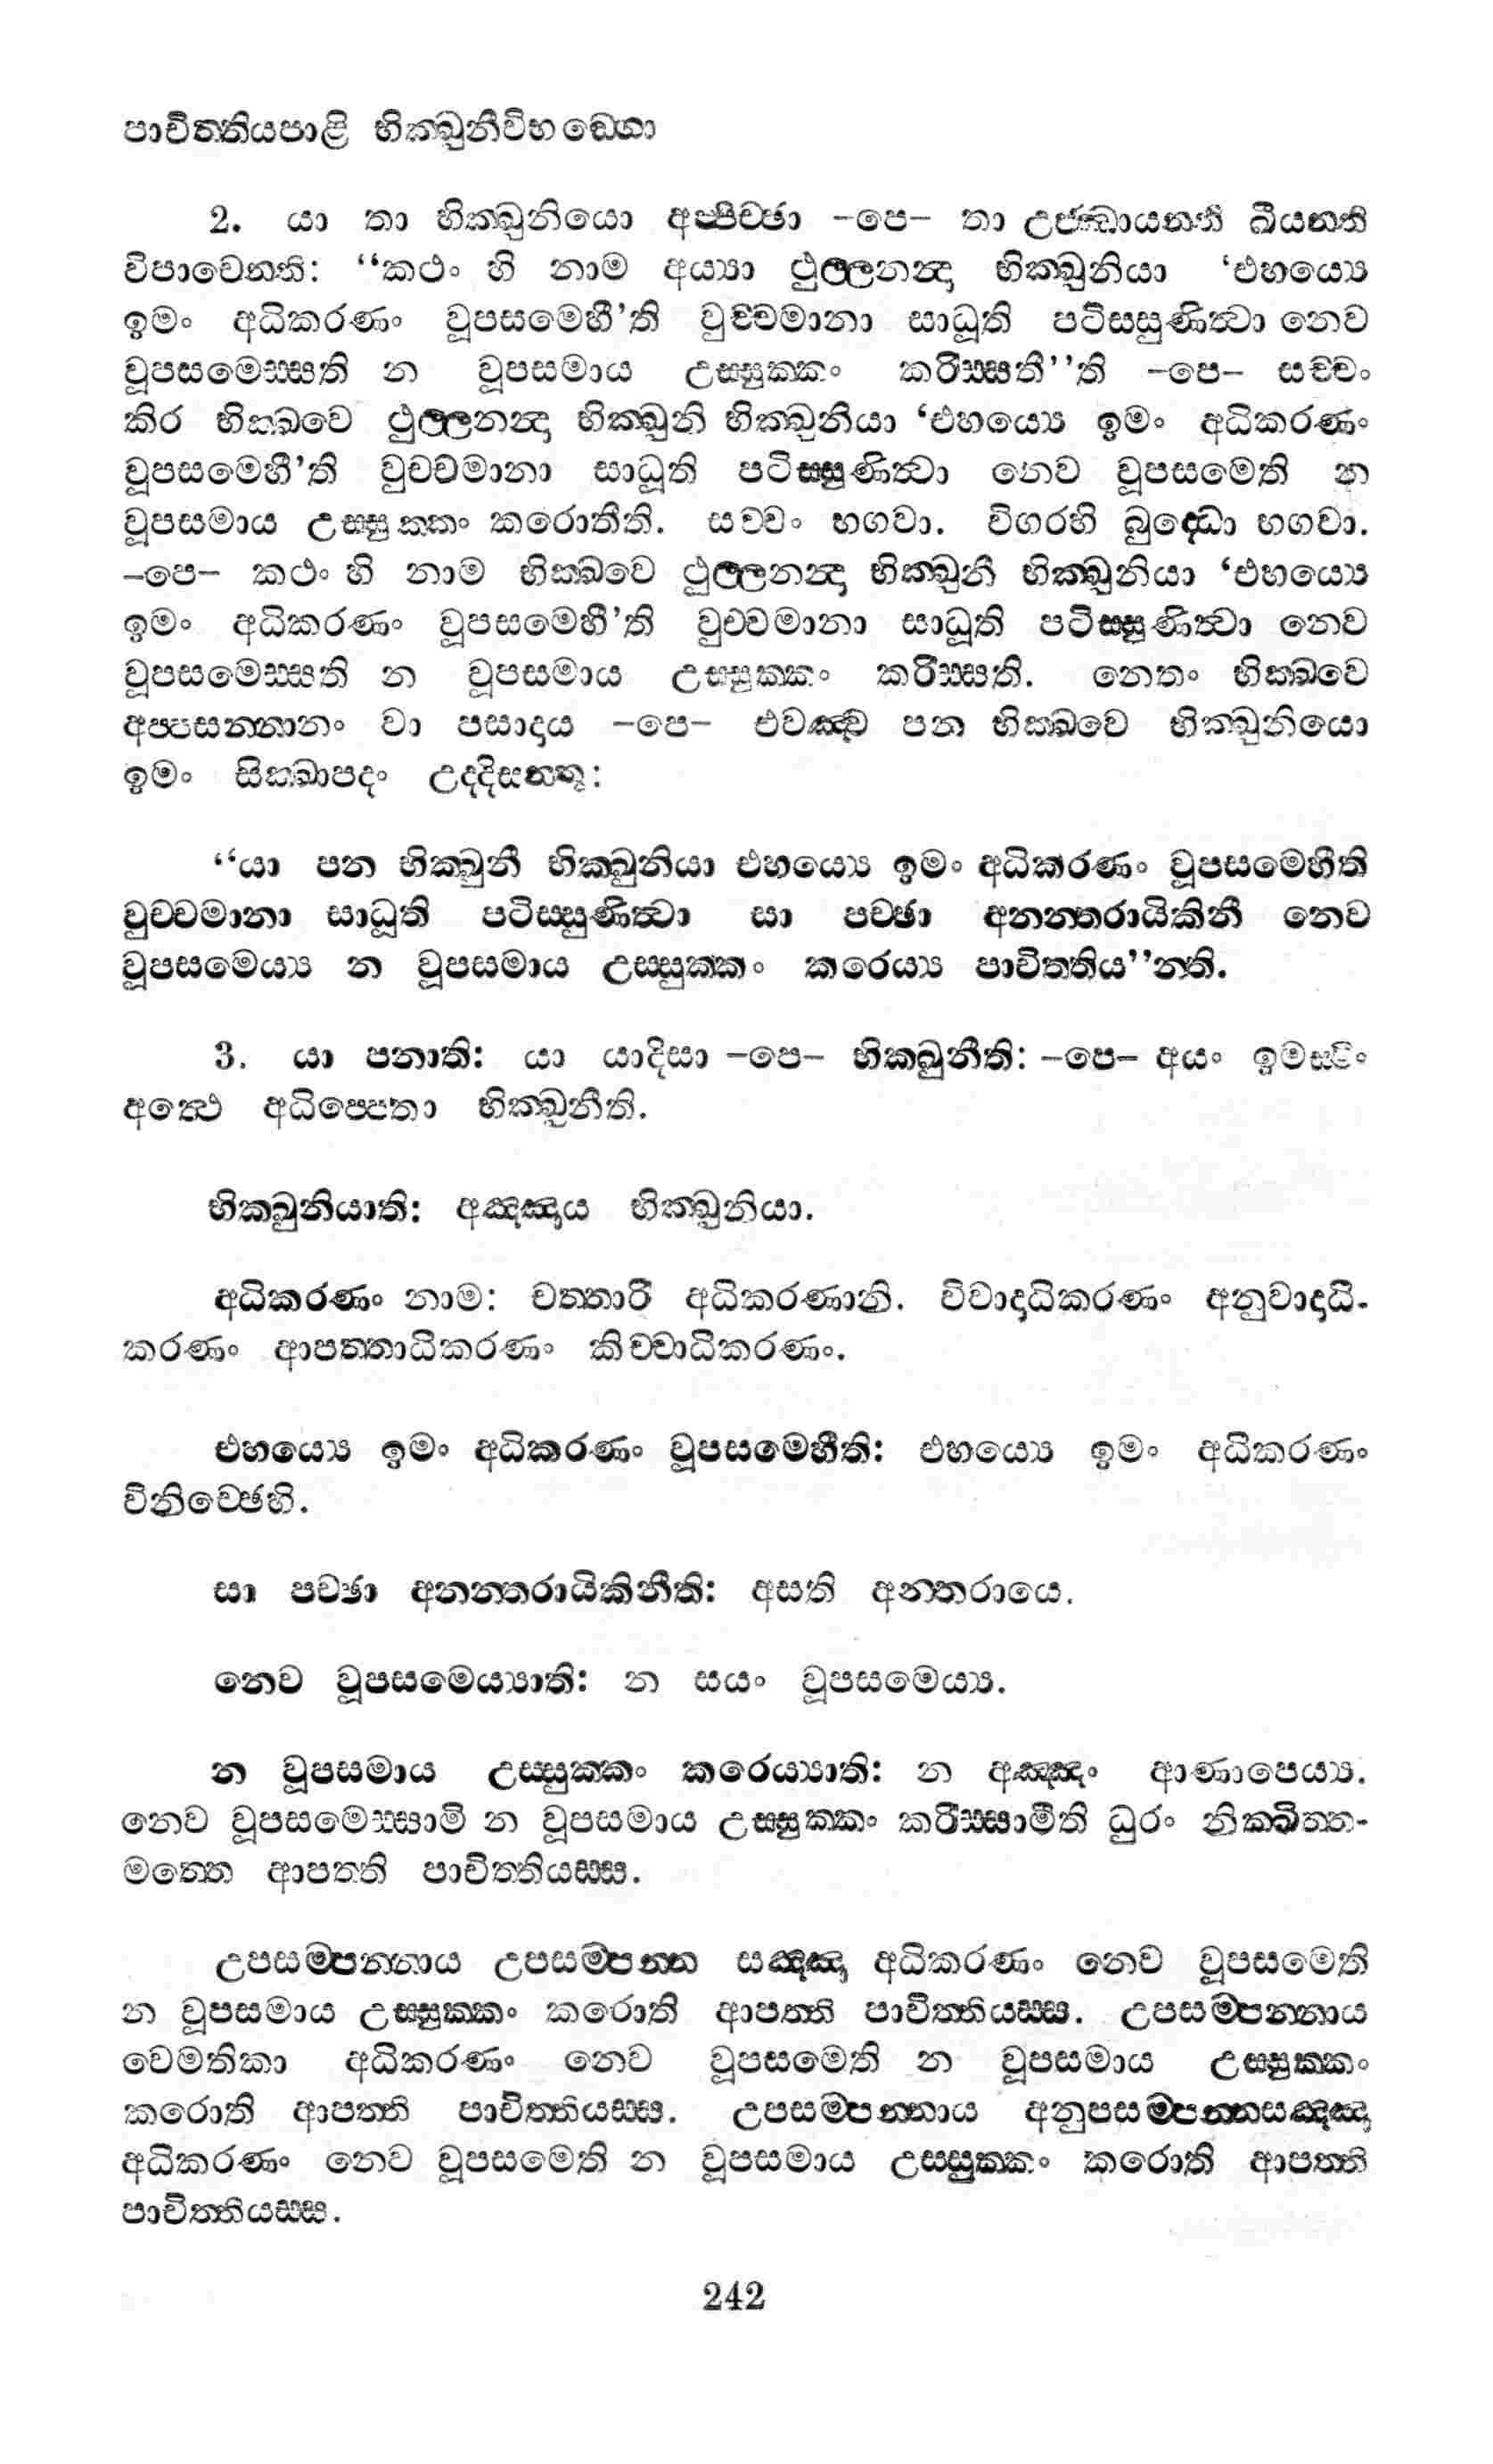 පාචිත්තියපාළි භික්ඛුනීවිභඞ්ගො
2. යා තා භික්ඛුනියො අප්පිච්ඡා -පෙ- තා උජ්ඣායන්ති ඛීයන්ති
විපාචෙන්ති: “කථං හි නාම අය්‍යා ථුල්ලනන්දා භික්ඛුනියා ‘එහය්‍යෙ
ඉමං අධිකරණං වූපසමෙහී’ති වුච්චමානා සාධූති පටිස්සුණිත්වා නෙව
වූපසමෙස්සති න වූපසමාය උස්සුක්කං කරිස්සතී”ති -පෙ- සච්චං
කිර භික්ඛවෙ ථුල්ලනන්දා භික්ඛුනි භික්ඛුනියා ‘එහය්‍යෙ ඉමං අධිකරණං
වූපසමෙහී’ති වුච්චමානා සාධූති පටිස්සුණිත්වා නෙව වූපසමෙති න
වූපසමාය උස්සුක්කං කරොතීති. සච්චං භගවා. විගරහි බුද්ධො භගවා.
-පෙ- කථං හි නාම භික්ඛවෙ ථුල්ලනන්දා භික්ඛුනී භික්ඛුනියා ‘එහය්‍යෙ
ඉමං අධිකරණං වූපසමෙහී’ති වුච්චමානා සාධූති පටිස්සුණිත්වා නෙව
වූපසමෙස්සති න වූපසමාය උස්සුක්කං කරිස්සති. නෙතං භික්ඛවෙ
අප්පසන්නානං වා පසාදාය -පෙ- එවඤ්ච පන භික්ඛවෙ භික්ඛුනියො
ඉමං සික්ඛාපදං උද්දිසන්තු:
“යා පන භික්ඛුනී භික්ඛුනියා එහය්‍යෙ ඉමං අධිකරණං වූපසමෙහීති
වුච්චමානා සාධූති පටිස්සුණිත්වා සා පච්ඡා අනන්තරායිකිනී නෙව
වූපසමෙය්‍ය න වූපසමාය උස්සුක්කං කරෙය්‍ය පාචිත්තිය”න්ති.
3. යා පනාති: යා යාදිසා -පෙ- භික්ඛුනීති: -පෙ- අයං ඉමස්මිං
අත්ථෙ අධිප්පෙතා භික්ඛුනීති.
භික්ඛුනියාති: අඤ්ඤාය භික්ඛුනියා.
අධිකරණං නාම: චත්තාරි අධිකරණානි. විවාදාධිකරණං අනුවාදාධි-
කරණං ආපත්තාධිකරණං කිච්චාධිකරණං.
එහය්‍යෙ ඉමං අධිකරණං වූපසමෙහීති: එහය්‍යෙ ඉමං අධිකරණං
විනිච්ඡෙහි.
සා පච්ඡා අනන්තරායිකිනීති: අසති අන්තරායෙ.
නෙව වූපසමෙය්‍යාති: න සයං වූපසමෙය්‍ය.
න වූපසමාය උස්සුක්කං කරෙය්‍යාති: න අඤ්ඤං ආණාපෙය්‍ය.
නෙව වූපසමෙස්සාමි න වූපසමාය උස්සුක්කං කරිස්සාමීති ධුරං නික්ඛිත්ත-
මත්තෙ ආපත්ති පාචිත්තියස්ස.
උපසම්පන්නාය උපසම්පන්න සඤ්ඤා අධිකරණං නෙව වූපසමෙති
න වූපසමාය උස්සුක්කං කරොති ආපත්ති පාචිත්තියස්ස. උපසම්පන්නාය
වෙමතිකා අධිකරණං නෙව වූපසමෙති න වූපසමාය උස්සුක්කං
කරොති ආපත්ති පාචිත්තියස්ස. උපසම්පන්නාය අනුපසම්පන්නසඤ්ඤා
අධිකරණං නෙව වූපසමෙති න වූපසමාය උස්සුක්කං කරොති ආපත්ති
පාචිත්තියස්ස.
242